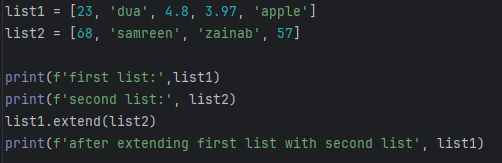 list1 = [23, 'dua', 4.8, 3.97, 'apple']
list2 = [68, 'samreen', 'zainab', 57]
print(f'first list:',list1)
print(f'second list:', list2)
list1.extend(list2)
print(f'after extending first list with second list', list1)